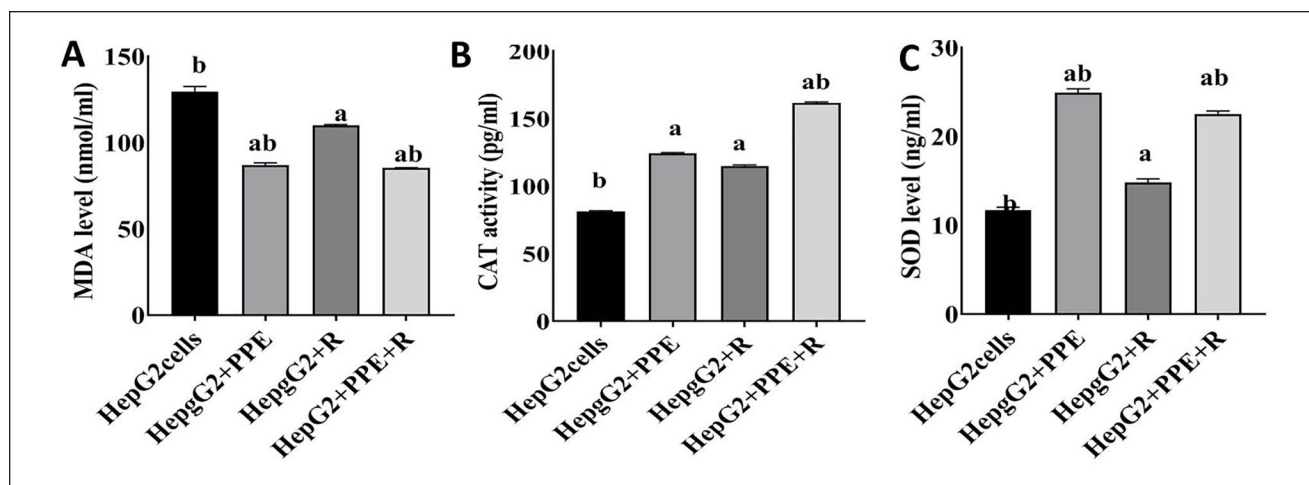 A
MDA level (nmol/ml)
150
100
50
0
b
ab
a
ab
HepG2cells
HepgG2+PPE
HepgG2+R
HepG2+PPE+R
B
CAT activity (pg/ml)
200
150
100
50
0
b
a
a
ab
HepG2cells
HepgG2+PPE
HepgG2+R
HepG2+PPE+R
C
SOD level (ng/ml)
30
20
10
0
b
ab
a
ab
HepG2cells
HepgG2+PPE
HepgG2+R
HepG2+PPE+R